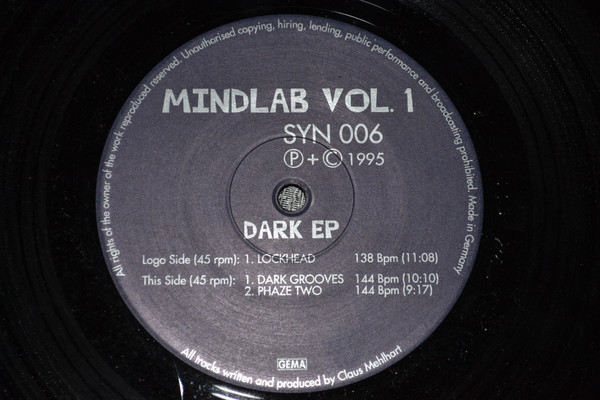 All rights of the owner of the work reproduced reserved. Unauthorised copying, hiring, lending, public performance and broadcasting prohibited. Made in Germany
MINDLAB VOL. 1
SYN 006
Ⓟ + © 1995
DARK EP
Logo Side (45 rpm): 1. LOCKHEAD 138 Bpm (11:08)
This Side (45 rpm): 1. DARK GROOVES 144 Bpm (10:10)
2. PHAZE TWO 144 Bpm (9:17)
GEMA
All tracks written and produced by Claus Mehlhart